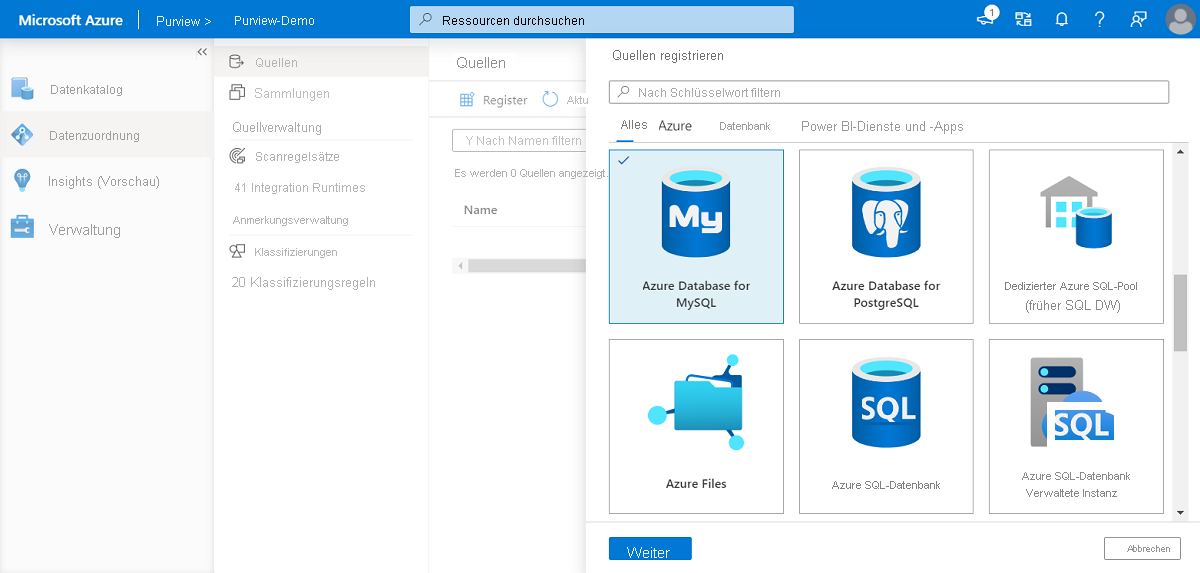 Microsoft Azure
Purview >
Purview-Demo
Ressourcen durchsuchen
1
Datenkatalog
Datenzuordnung
Insights (Vorschau)
Verwaltung
Quellen
Sammlungen
Quellverwaltung
Scanregelsätze
41 Integration Runtimes
Anmerkungsverwaltung
Klassifizierungen
20 Klassifizierungsregeln
Quellen
Register
Aktu
Y Nach Namen filtern
Es werden 0 Quellen angezeigt.
Name
Quellen registrieren
Nach Schlüsselwort filtern
Alles
Azure
Datenbank
Power BI-Dienste und -Apps
My
Azure Database for
MySQL
Azure Database for
PostgreSQL
Dedizierter Azure SQL-Pool
(früher SQL DW)
Azure Files
SQL
Azure SQL-Datenbank
SQL
Azure SQL-Datenbank
Verwaltete Instanz
Weiter
Abbrechen